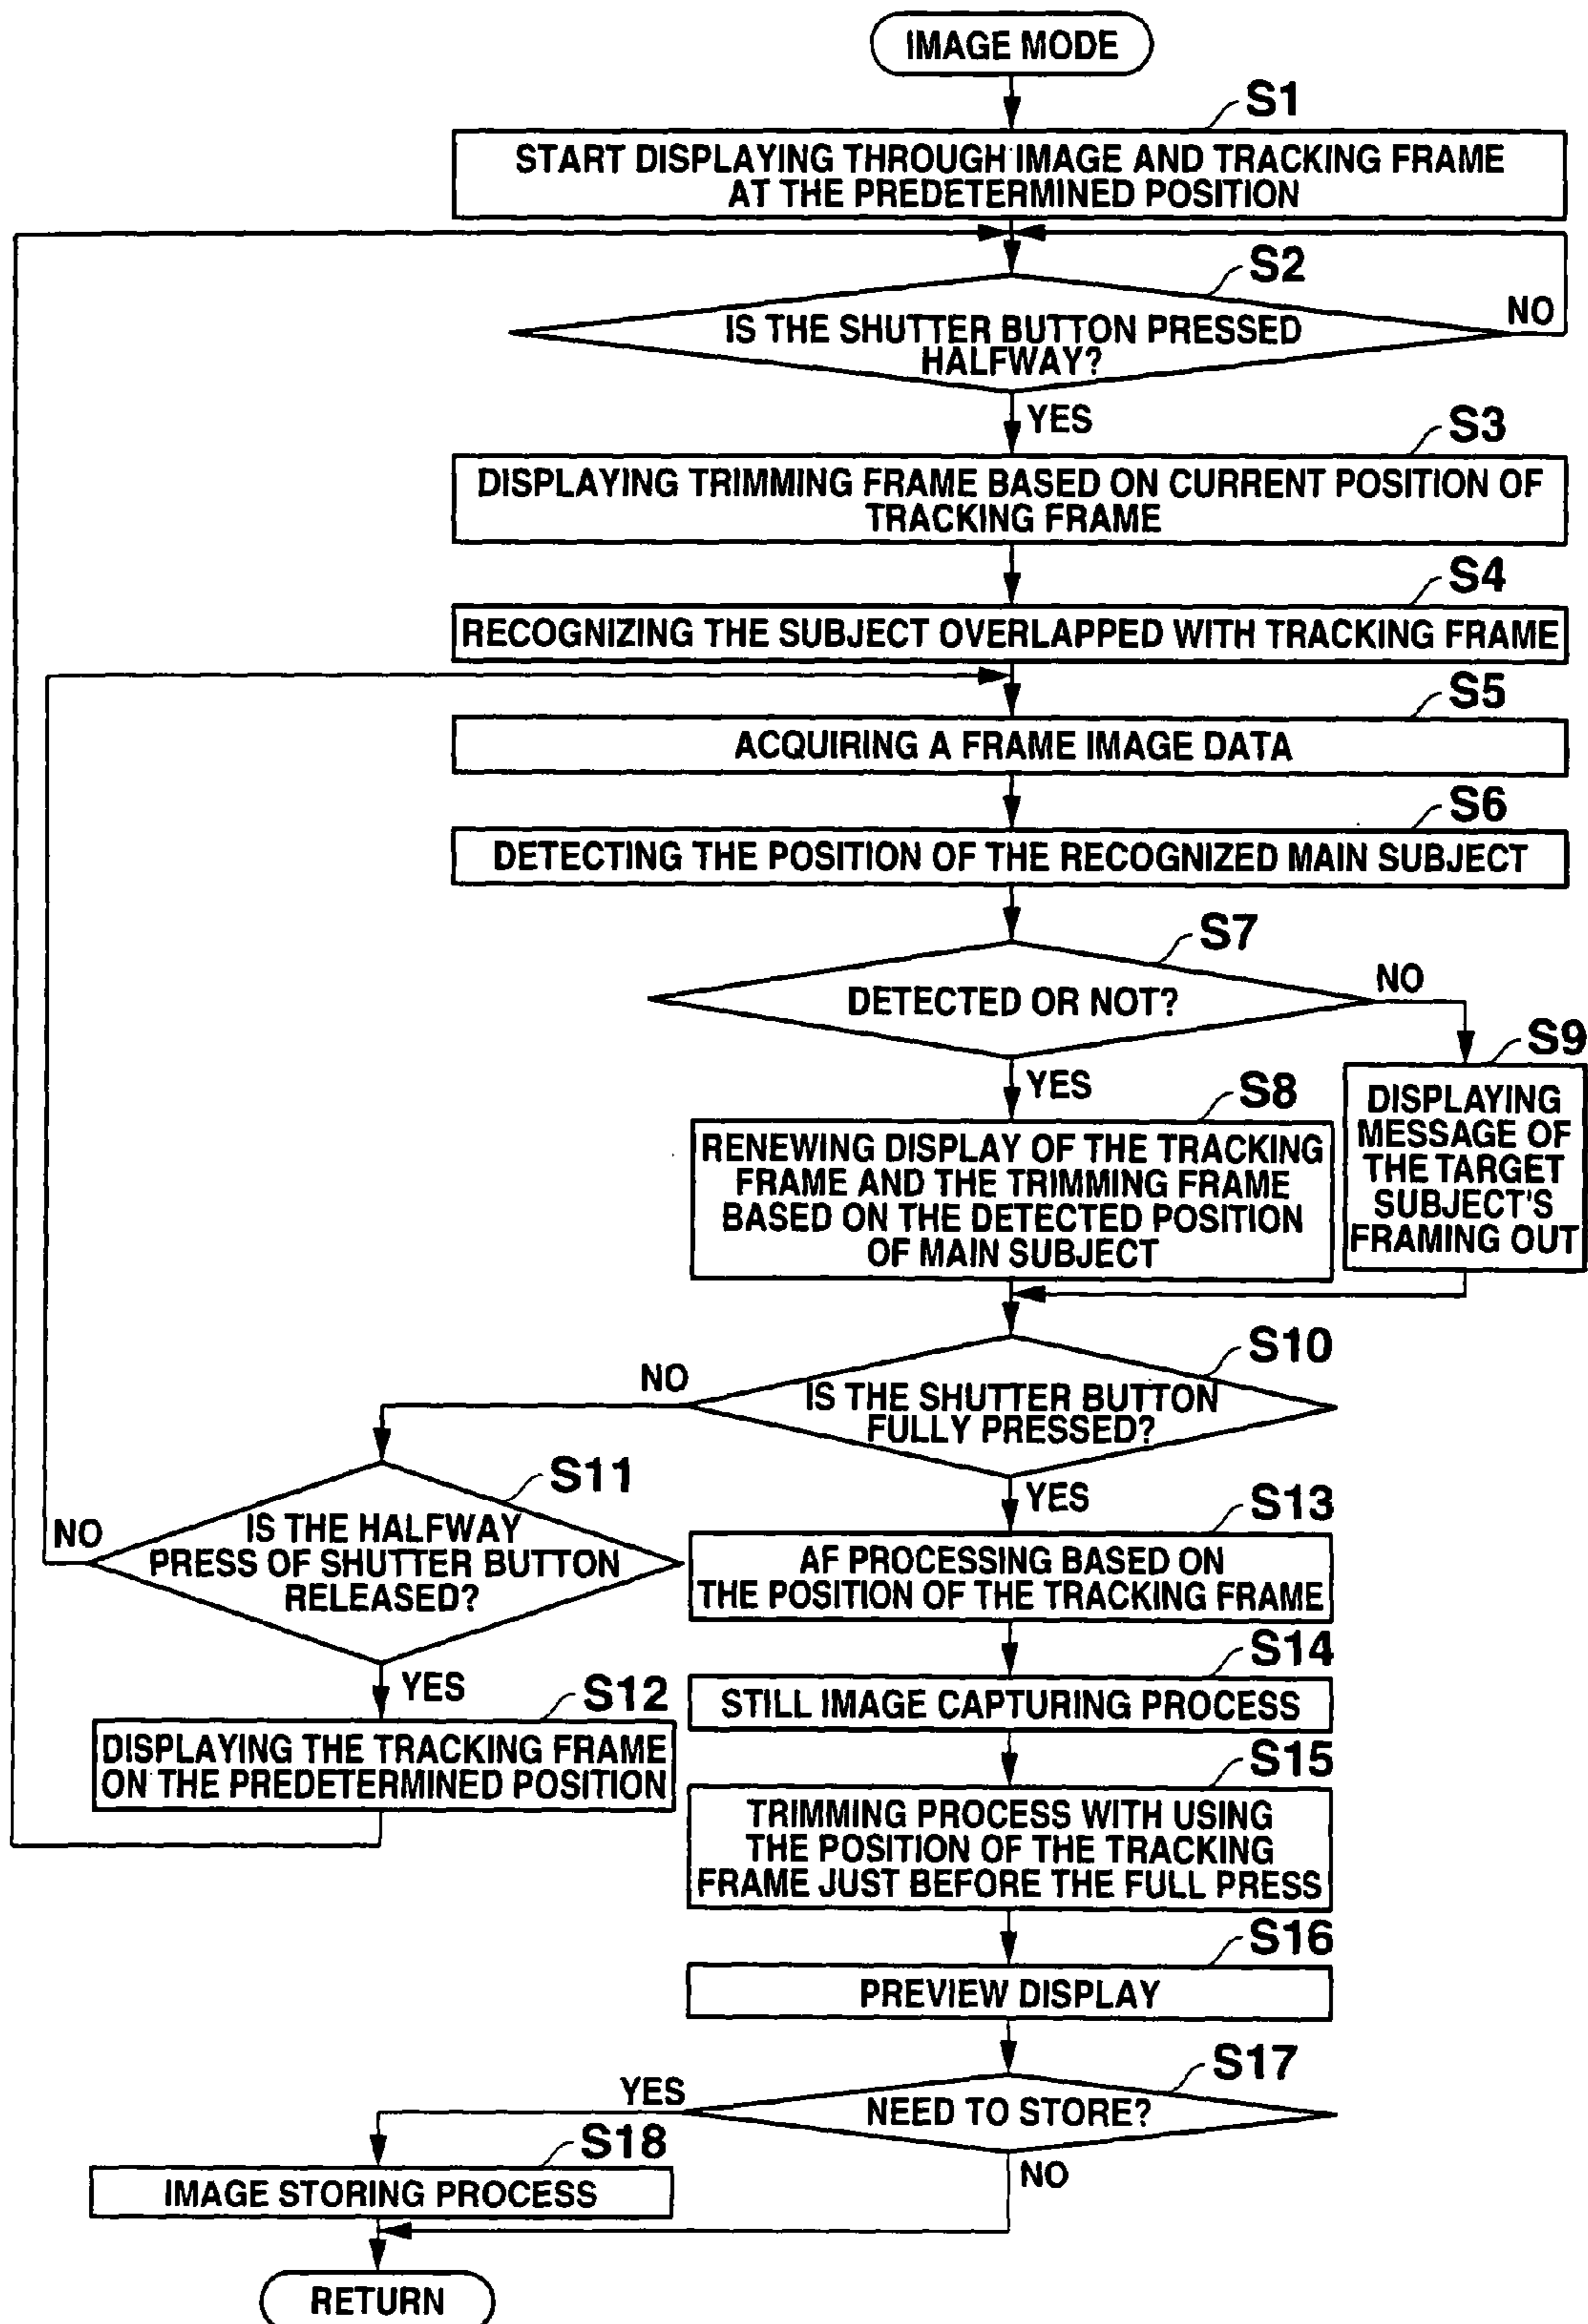 IMAGE MODE
S1
START DISPLAYING THROUGH IMAGE AND TRACKING FRAME
AT THE PREDETERMINED POSITION
S2
IS THE SHUTTER BUTTON PRESSED
HALFWAY?
NO
YES
S3
DISPLAYING TRIMMING FRAME BASED ON CURRENT POSITION OF
TRACKING FRAME
S4
RECOGNIZING THE SUBJECT OVERLAPPED WITH TRACKING FRAME
S5
ACQUIRING A FRAME IMAGE DATA
S6
DETECTING THE POSITION OF THE RECOGNIZED MAIN SUBJECT
S7
DETECTED OR NOT?
NO
YES
S8
RENEWING DISPLAY OF THE TRACKING
FRAME AND THE TRIMMING FRAME
BASED ON THE DETECTED POSITION
OF MAIN SUBJECT
S9
DISPLAYING
MESSAGE OF
THE TARGET
SUBJECT'S
FRAMING OUT
S10
IS THE SHUTTER BUTTON
FULLY PRESSED?
NO
YES
S11
IS THE HALFWAY
PRESS OF SHUTTER BUTTON
RELEASED?
NO
YES
S12
DISPLAYING THE TRACKING FRAME
ON THE PREDETERMINED POSITION
S13
AF PROCESSING BASED ON
THE POSITION OF THE TRACKING FRAME
S14
STILL IMAGE CAPTURING PROCESS
S15
TRIMMING PROCESS WITH USING
THE POSITION OF THE TRACKING
FRAME JUST BEFORE THE FULL PRESS
S16
PREVIEW DISPLAY
S17
NEED TO STORE?
YES
NO
S18
IMAGE STORING PROCESS
RETURN